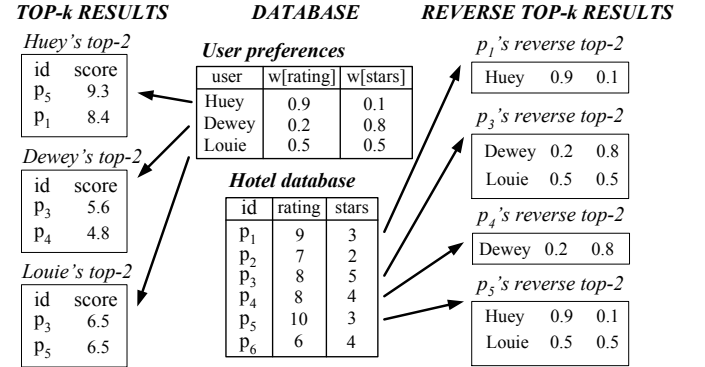 TOP-k RESULTS
Huey's top-2
id score
p5 9.3
p1 8.4
Dewey's top-2
id score
p3 5.6
p4 4.8
Louie's top-2
id score
p3 6.5
p5 6.5
DATABASE
User preferences
user w[rating] w[stars]
Huey 0.9 0.1
Dewey 0.2 0.8
Louie 0.5 0.5
Hotel database
id rating stars
p1 9 3
p2 7 2
p3 8 5
p4 8 4
p5 10 3
p6 6 4
REVERSE TOP-k RESULTS
p1's reverse top-2
Huey 0.9 0.1
p3's reverse top-2
Dewey 0.2 0.8
Louie 0.5 0.5
p4's reverse top-2
Dewey 0.2 0.8
p5's reverse top-2
Huey 0.9 0.1
Louie 0.5 0.5